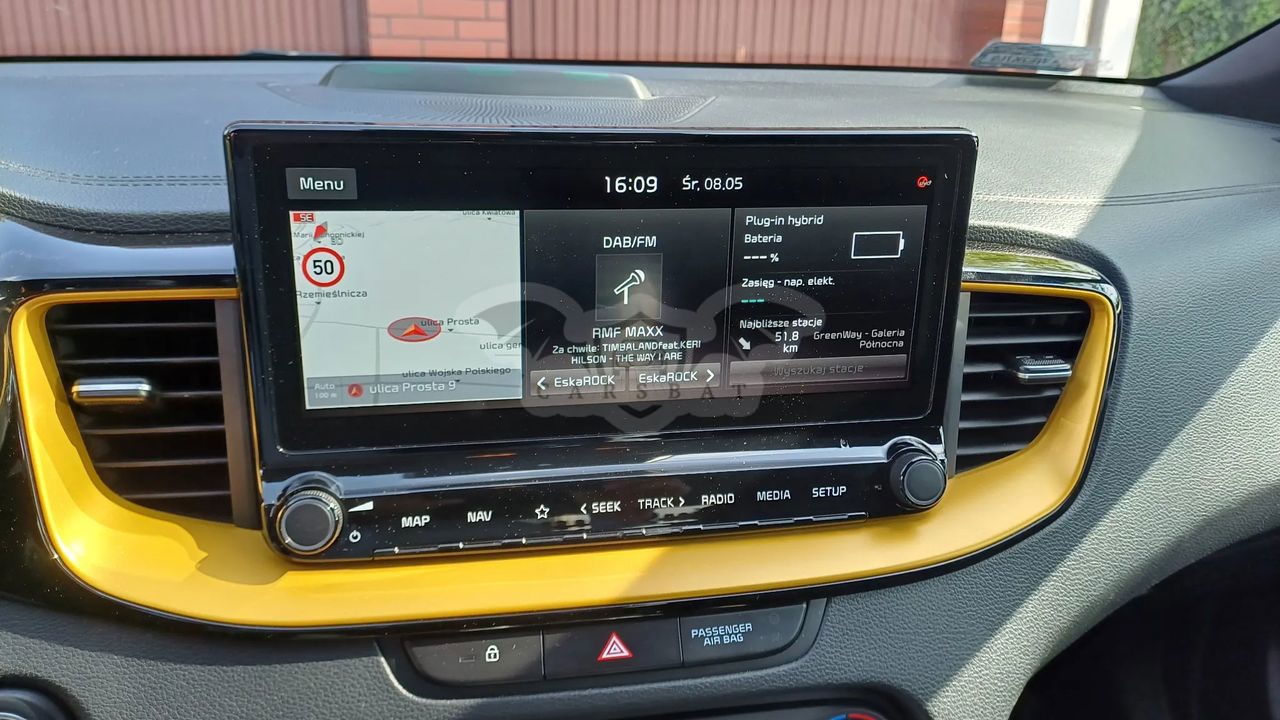 Menu
16:09 Śr, 08.05
SE
ulica Kwiatowa
50
Rzemieślnicza
ulica Prosta
ulica Wojska Polskiego
Auto
100 m
ulica Prosta 9
DAB/FM
RMF MAXX
Za chwile: TIMBALANDfeat.KERI
HILSON - THE WAY I ARE
< EskaROCK EskaROCK >
Plug-in hybrid
Bateria
--- %
Zasięg - nap. elekt.
---
Najbliższe stacje
51,8
km
GreenWay - Galeria
Północna
Wyszukaj stacje
CARSBAT
MAP NAV < SEEK TRACK > RADIO MEDIA SETUP
PASSENGER
AIR BAG